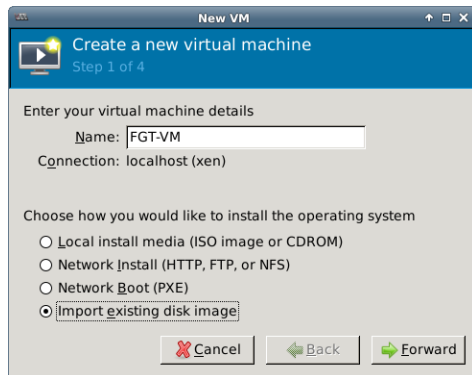 New VM
Create a new virtual machine
Step 1 of 4
Enter your virtual machine details
Name: FGT-VM
Connection: localhost (xen)
Choose how you would like to install the operating system
Local install media (ISO image or CDROM)
Network Install (HTTP, FTP, or NFS)
Network Boot (PXE)
Import existing disk image
Cancel Back Forward